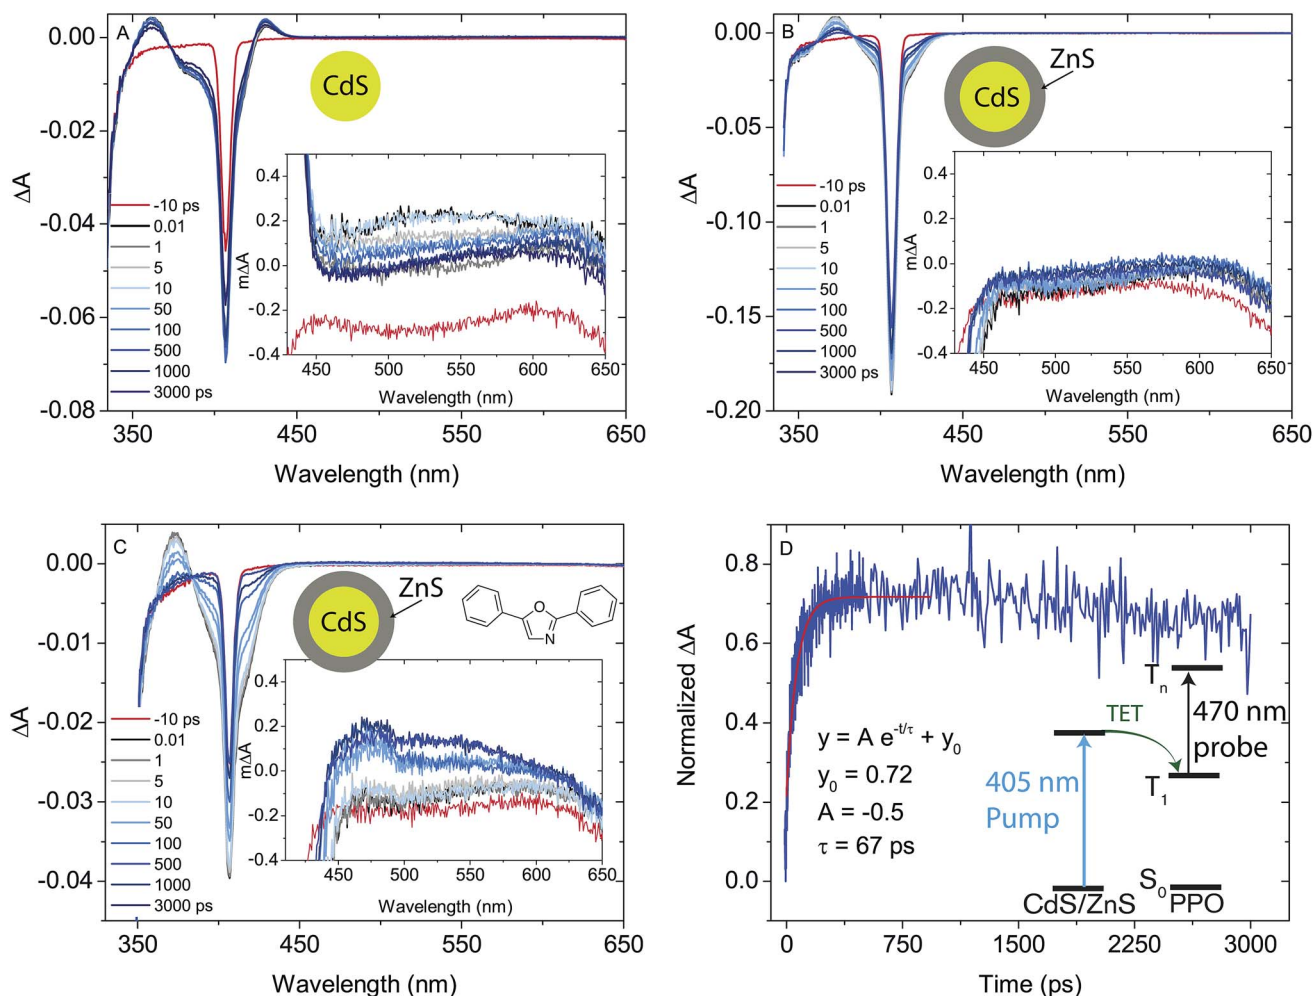 A
0.00
-0.02
-0.04
-0.06
-0.08
ΔA
CdS
-10 ps
0.01
1
5
10
50
100
500
1000
3000 ps
0.4
0.2
0.0
-0.2
-0.4
mΔA
450 500 550 600 650
Wavelength (nm)
350 450 550 650
Wavelength (nm)
B
0.00
-0.05
-0.10
-0.15
-0.20
ΔA
ZnS
CdS
-10 ps
0.01
1
5
10
50
100
500
1000
3000 ps
0.4
0.2
0.0
-0.2
-0.4
mΔA
450 500 550 600 650
Wavelength (nm)
350 450 550 650
Wavelength (nm)
C
0.00
-0.01
-0.02
-0.03
-0.04
ΔA
ZnS
CdS
O
N
-10 ps
0.01
1
5
10
50
100
500
1000
3000 ps
0.4
0.2
0.0
-0.2
-0.4
mΔA
450 500 550 600 650
Wavelength (nm)
350 450 550 650
Wavelength (nm)
D
0.8
0.6
0.4
0.2
0.0
Normalized ΔA
y = A e^-t/τ + y₀
y₀ = 0.72
A = -0.5
τ = 67 ps
Tₙ
TET
470 nm
probe
T₁
405 nm
Pump
S₀
CdS/ZnS PPO
0 750 1500 2250 3000
Time (ps)